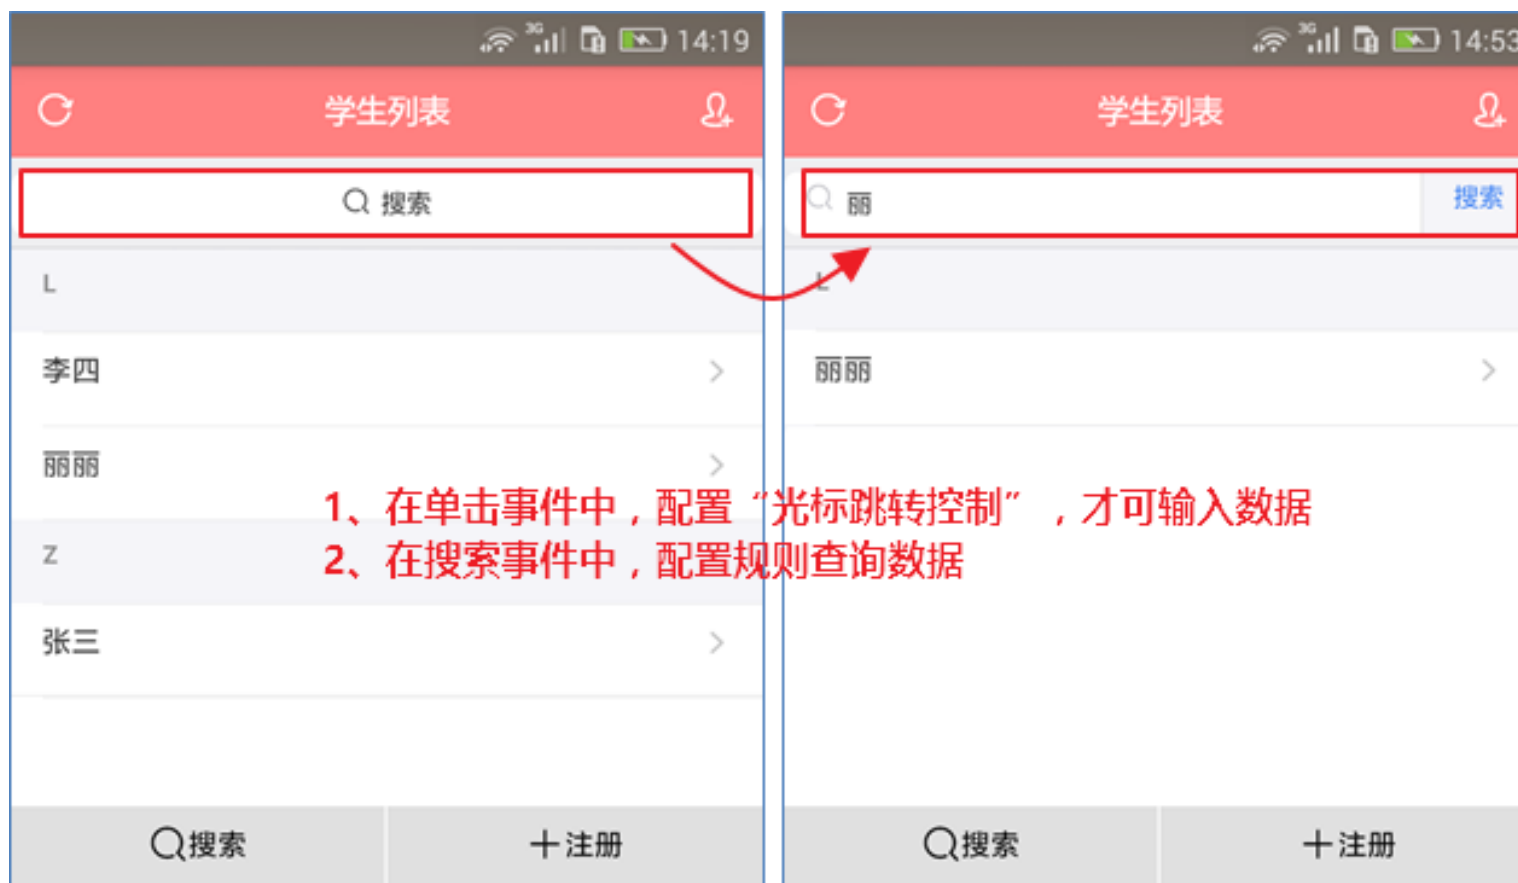 3G 14:19
学生列表
搜索
L
李四
丽丽
Z
张三
搜索
注册
3G 14:53
学生列表
丽 搜索
L
丽丽
搜索
注册
1、在单击事件中，配置“光标跳转控制”，才可输入数据
2、在搜索事件中，配置规则查询数据